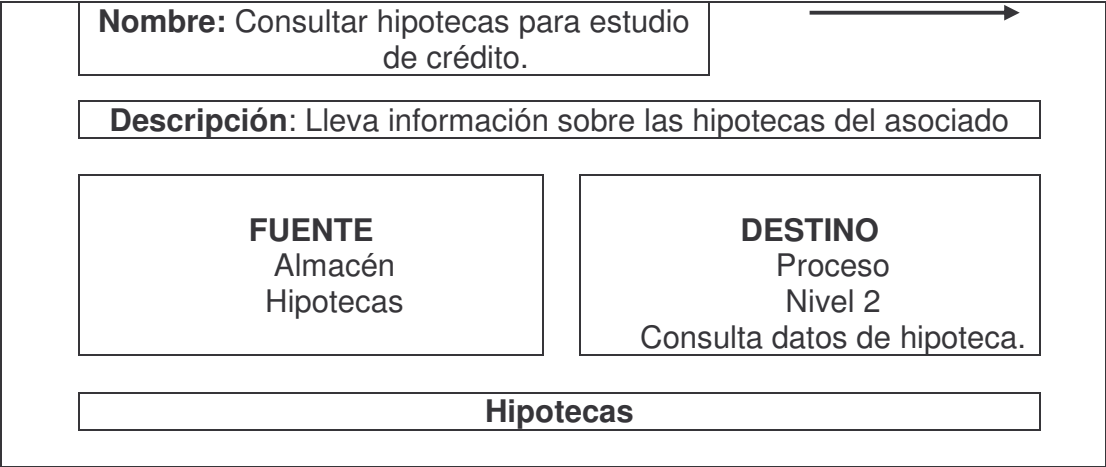 Nombre: Consultar hipotecas para estudio
de crédito.
Descripción: Lleva información sobre las hipotecas del asociado
FUENTE
Almacén
Hipotecas
DESTINO
Proceso
Nivel 2
Consulta datos de hipoteca.
Hipotecas